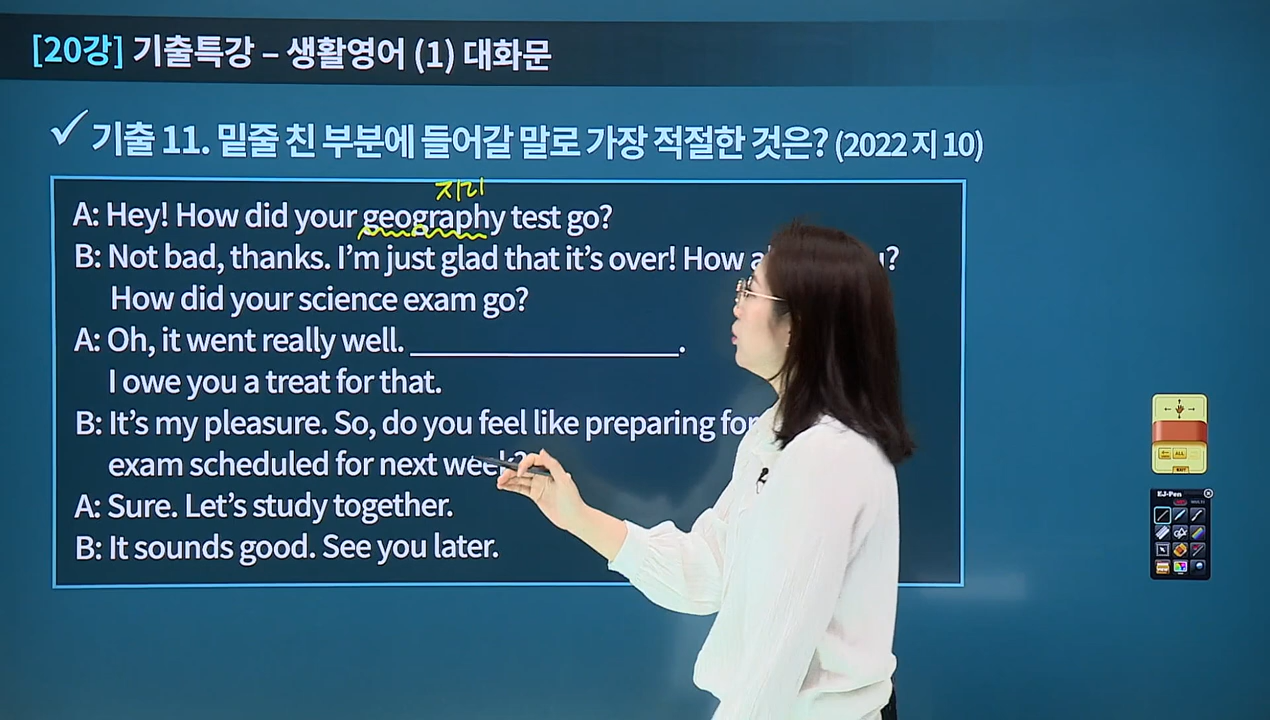 [20강] 기출특강 – 생활영어 (1) 대화문
✓ 기출 11. 밑줄 친 부분에 들어갈 말로 가장 적절한 것은? (2022 지 10)
지리
A: Hey! How did your geography test go?
B: Not bad, thanks. I’m just glad that it’s over! How
How did your science exam go?
A: Oh, it went really well. ____________________.
I owe you a treat for that.
B: It’s my pleasure. So, do you feel like preparing for
exam scheduled for next week?
A: Sure. Let’s study together.
B: It sounds good. See you later.
EJ-Pen
ALL